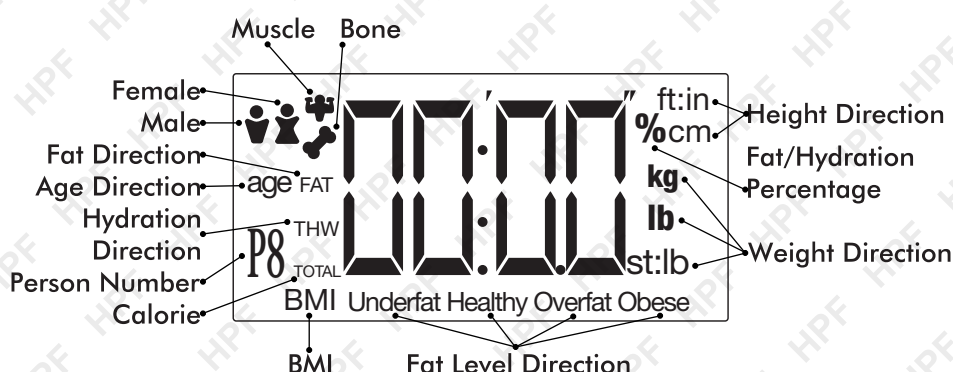 Muscle Bone
Female
Male
Fat Direction
Age Direction
Hydration
Direction
Person Number
Calorie
BMI
Fat Level Direction
Height Direction
Fat/Hydration
Percentage
Weight Direction
00:00
' "
ft:in
%cm
kg
lb
st:lb
age FAT
THW
P8
TOTAL
BMI Underfat Healthy Overfat Obese
HPF